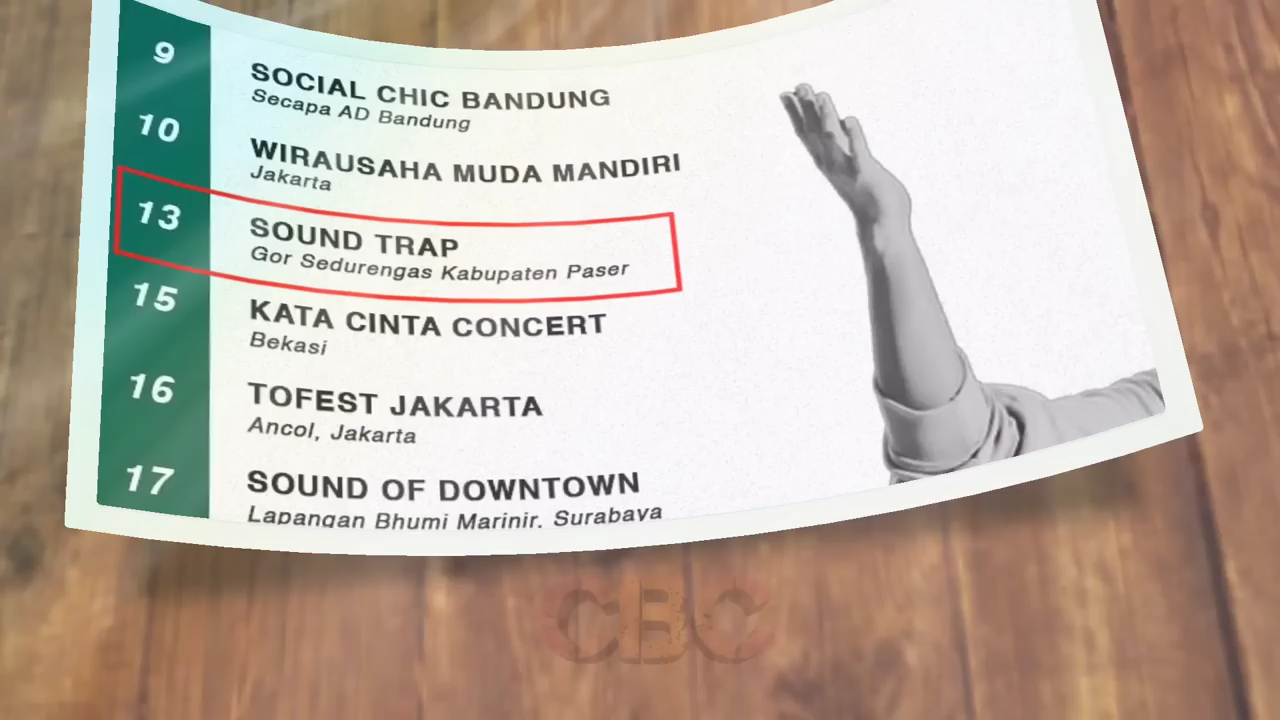 9
SOCIAL CHIC BANDUNG
Secapa AD Bandung
10
WIRAUSAHA MUDA MANDIRI
Jakarta
13
SOUND TRAP
Gor Sedurengas Kabupaten Paser
15
KATA CINTA CONCERT
Bekasi
16
TOFEST JAKARTA
Ancol, Jakarta
17
SOUND OF DOWNTOWN
Lapangan Bhumi Marinir, Surabaya
CBC